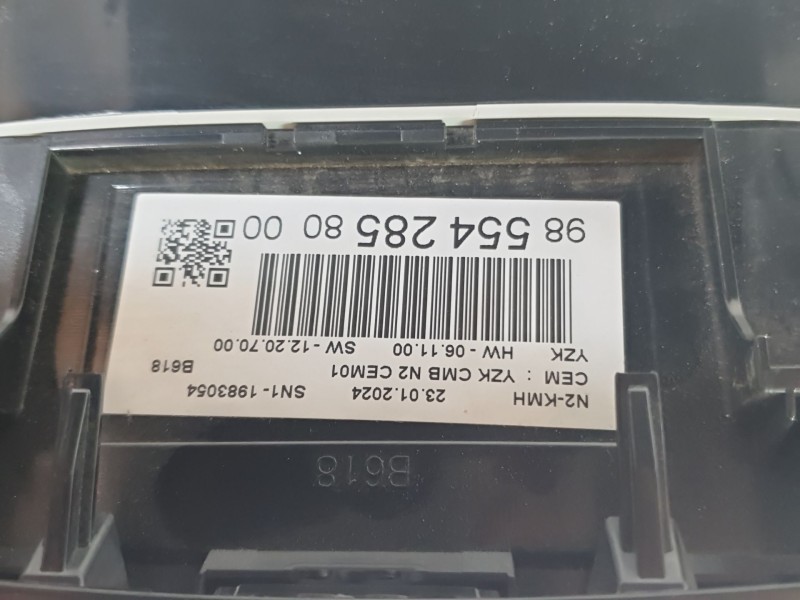 B618
N2-KMH 23.01.2024 SN1-1983054
CEM : YZK CMB N2 CEM01 B618
YZK HW - 06.11.00 SW - 12.20.70.00
98 554 285 80 00